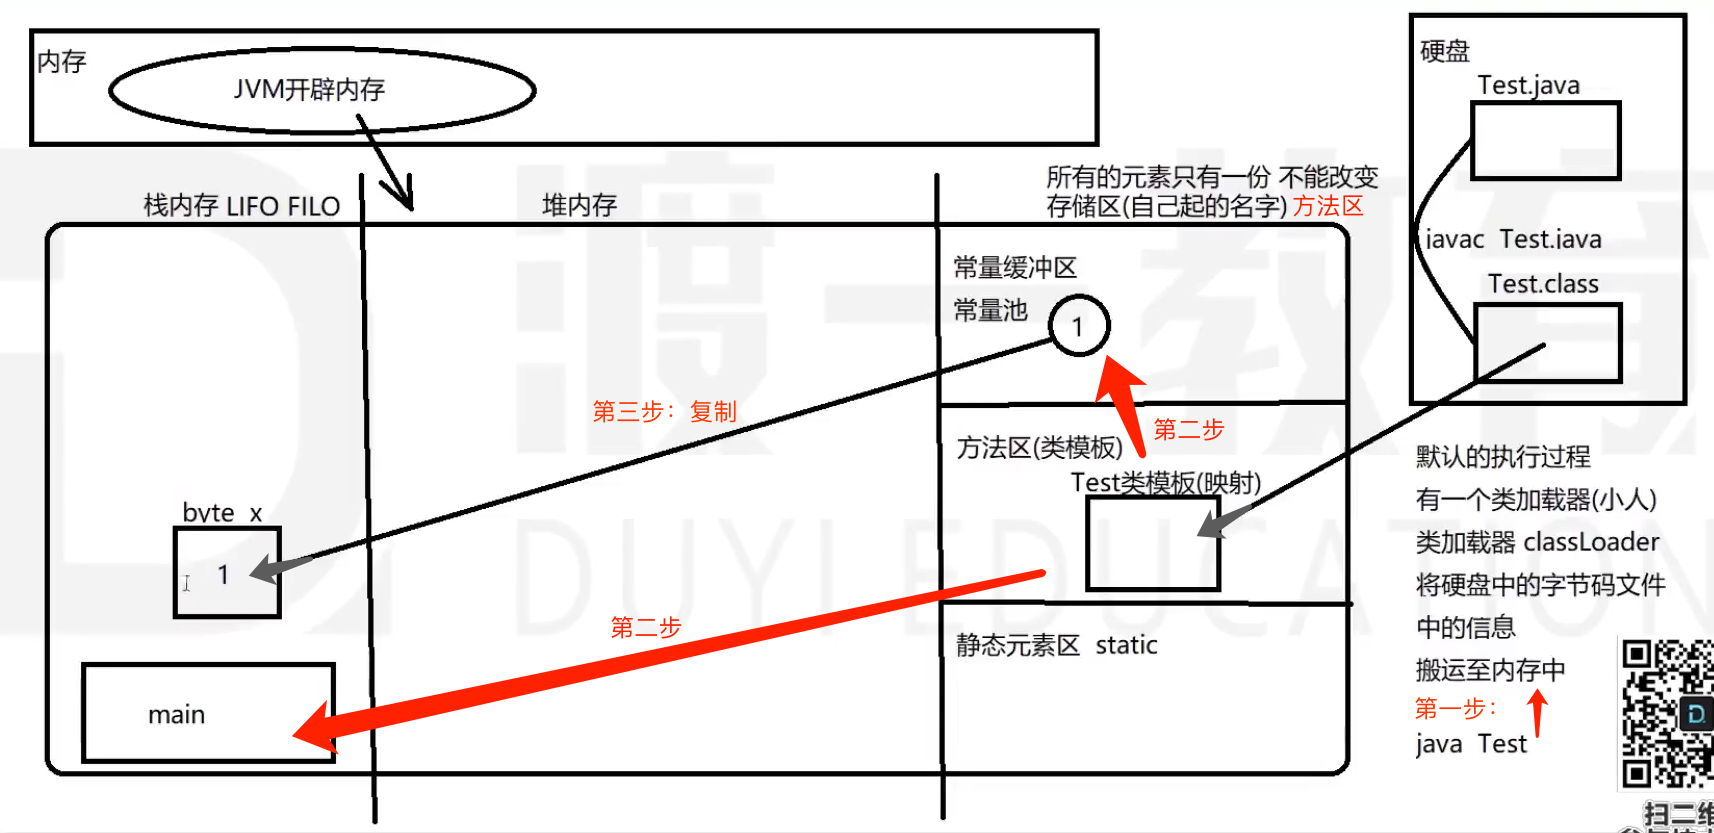 内存
JVM开辟内存
硬盘
Test.java
javac Test.java
Test.class
栈内存 LIFO FILO
堆内存
所有的元素只有一份 不能改变
存储区(自己起的名字) 方法区
常量缓冲区
常量池
1
第三步：复制
第二步
方法区(类模板)
Test类模板(映射)
byte x
1
第二步
main
静态元素区 static
默认的执行过程
有一个类加载器(小人)
类加载器 classLoader
将硬盘中的字节码文件
中的信息
搬运至内存中
第一步：
java Test
渡一教育
DUYI EDUCATION
扫二维